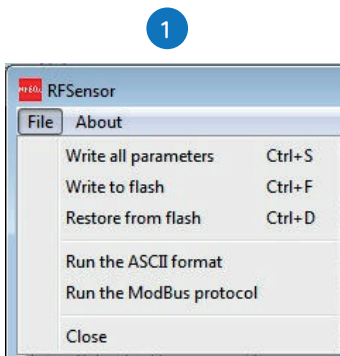 1
RFSensor
File About
Write all parameters Ctrl+S
Write to flash Ctrl+F
Restore from flash Ctrl+D
Run the ASCII format
Run the ModBus protocol
Close